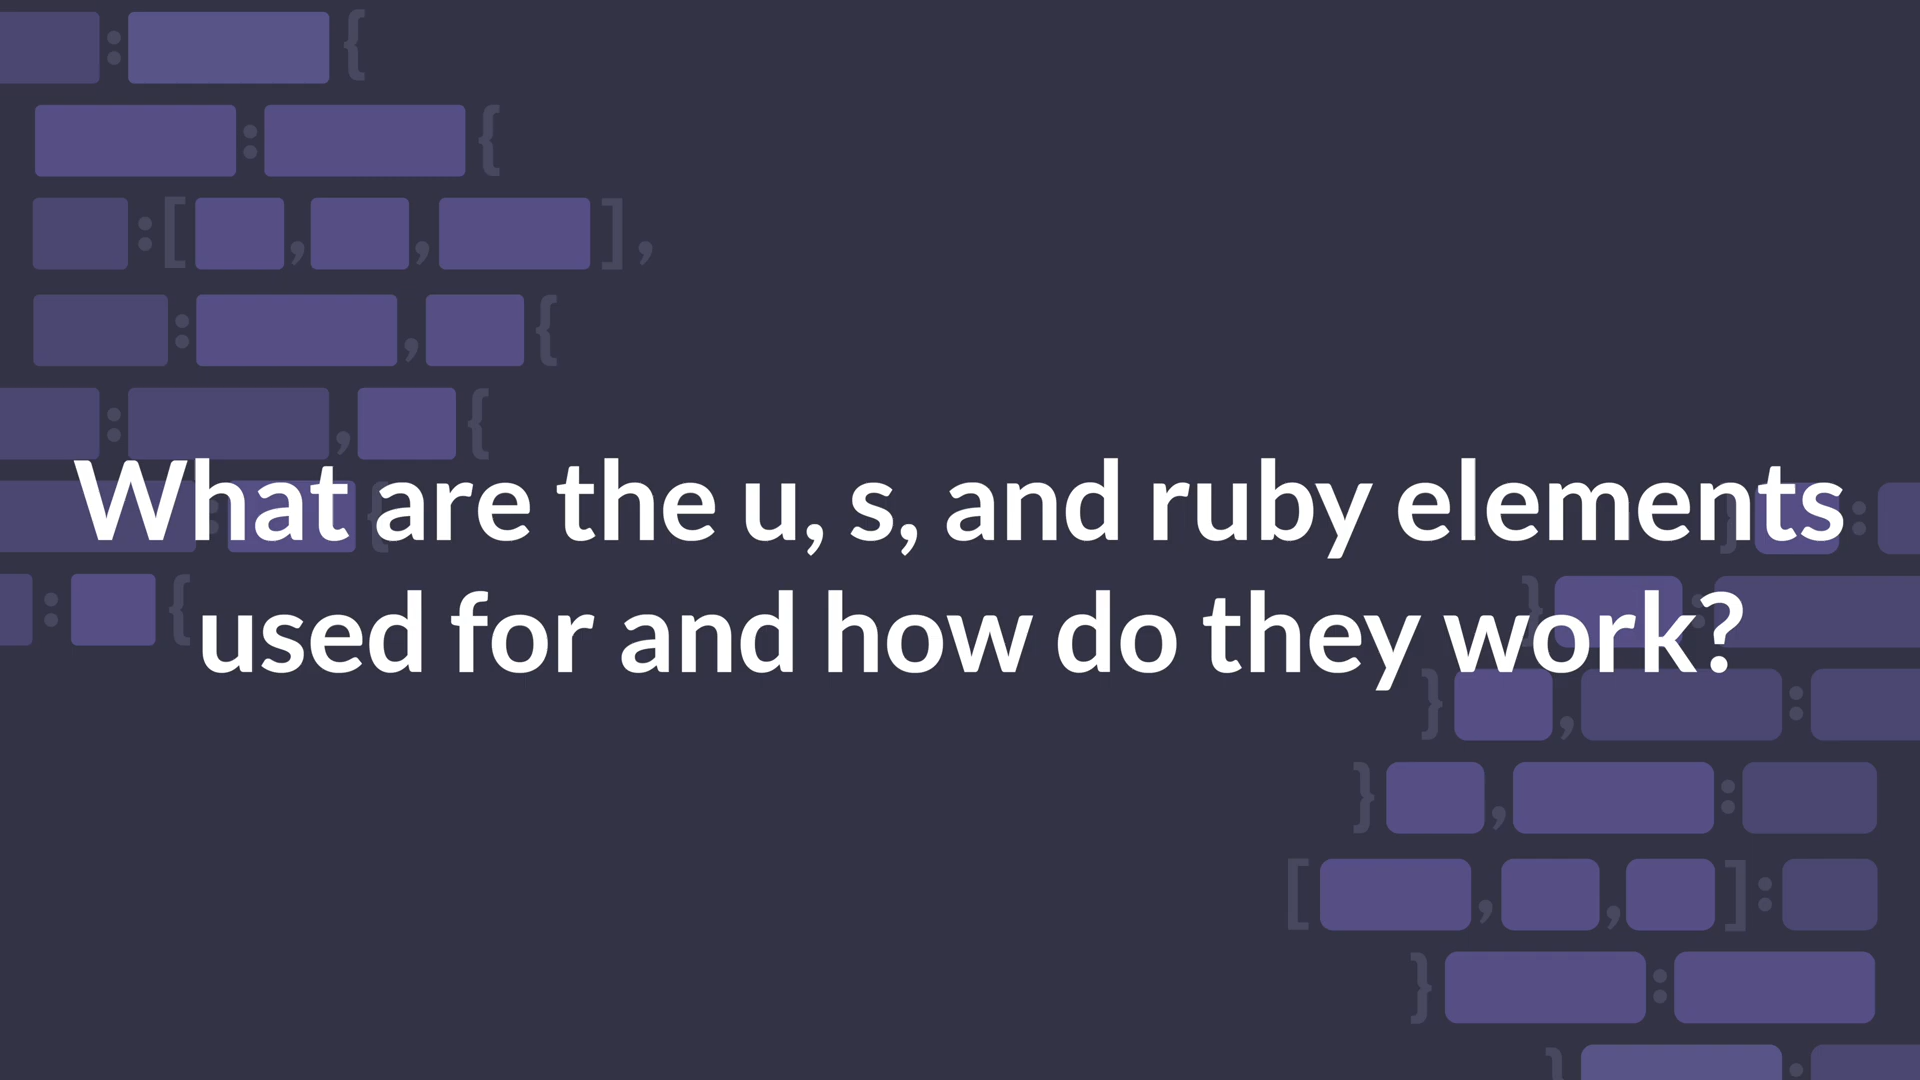 What are the u, s, and ruby elements
used for and how do they work?